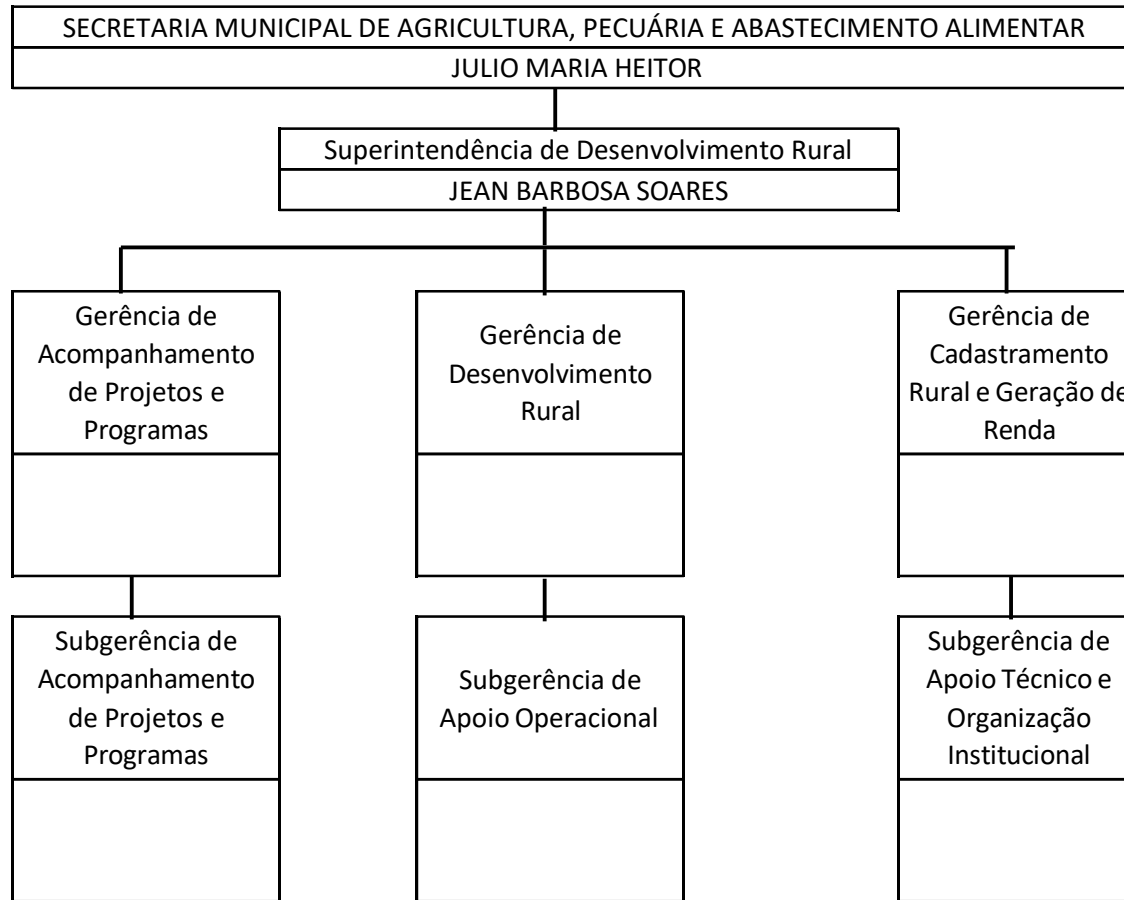 SECRETARIA MUNICIPAL DE AGRICULTURA, PECUÁRIA E ABASTECIMENTO ALIMENTAR
JULIO MARIA HEITOR
Superintendência de Desenvolvimento Rural
JEAN BARBOSA SOARES
Gerência de
Acompanhamento
de Projetos e
Programas
Gerência de
Desenvolvimento
Rural
Gerência de
Cadastramento
Rural e Geração de
Renda
Subgerência de
Acompanhamento
de Projetos e
Programas
Subgerência de
Apoio Operacional
Subgerência de
Apoio Técnico e
Organização
Institucional